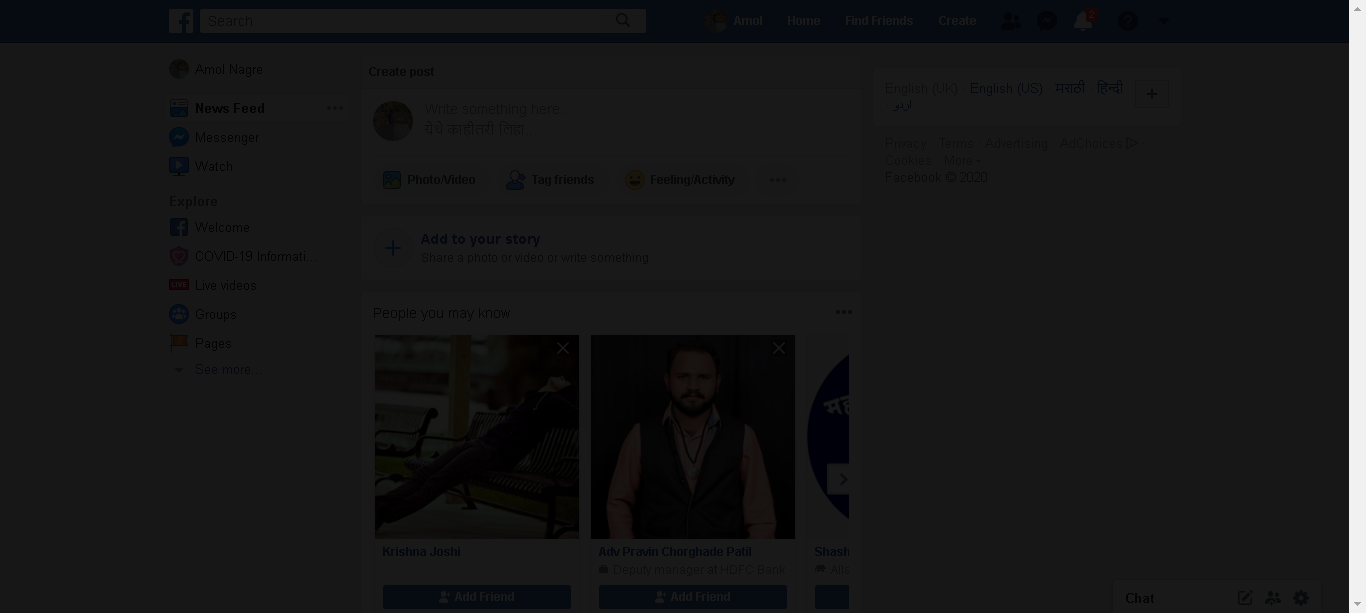 Search
Amol Home Find Friends Create 2
Amol Nagre
News Feed
Messenger
Watch
Explore
Welcome
COVID-19 Informati...
LIVE Live videos
Groups
Pages
See more...
Create post
Write something here...
येथे काहीतरी लिहा...
Photo/Video Tag friends Feeling/Activity
Add to your story
Share a photo or video or write something
People you may know
Krishna Joshi
Add Friend
Adv Pravin Chorghade Patil
Deputy manager at HDFC Bank
Add Friend
मह
Shash
English (UK) · English (US) · मराठी · हिन्दी ·
اردو
Privacy · Terms · Advertising · AdChoices
Cookies · More
Facebook © 2020
Chat